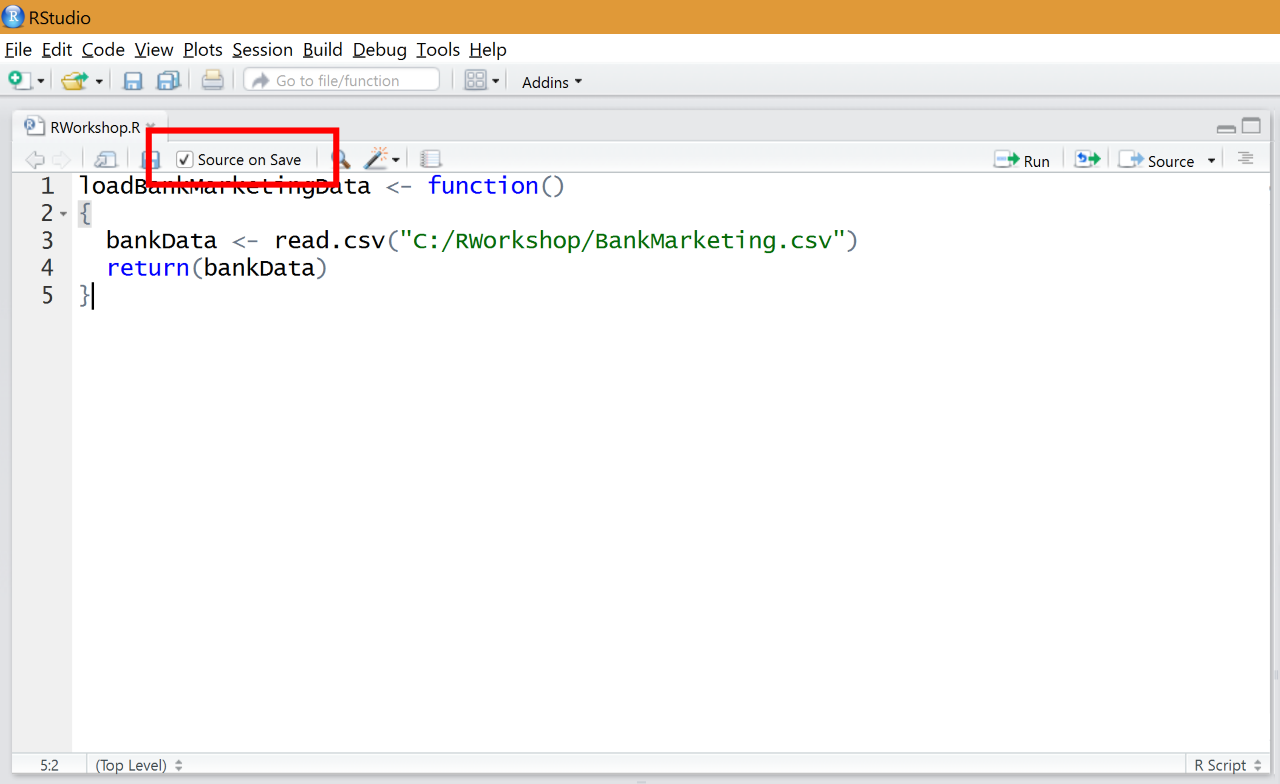 RStudio
File Edit Code View Plots Session Build Debug Tools Help
Go to file/function Addins
RWorkshop.R
Source on Save Run Source
1 loadBankMarketingData <- function()
2 {
3 bankData <- read.csv("C:/RWorkshop/BankMarketing.csv")
4 return(bankData)
5 }
5:2 (Top Level) R Script